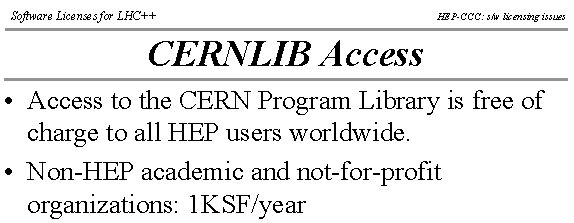 Software Licenses for LHC++
HEP-CCC: s/w licensing issues
CERNLIB Access
• Access to the CERN Program Library is free of
charge to all HEP users worldwide.
• Non-HEP academic and not-for-profit
organizations: 1KSF/year